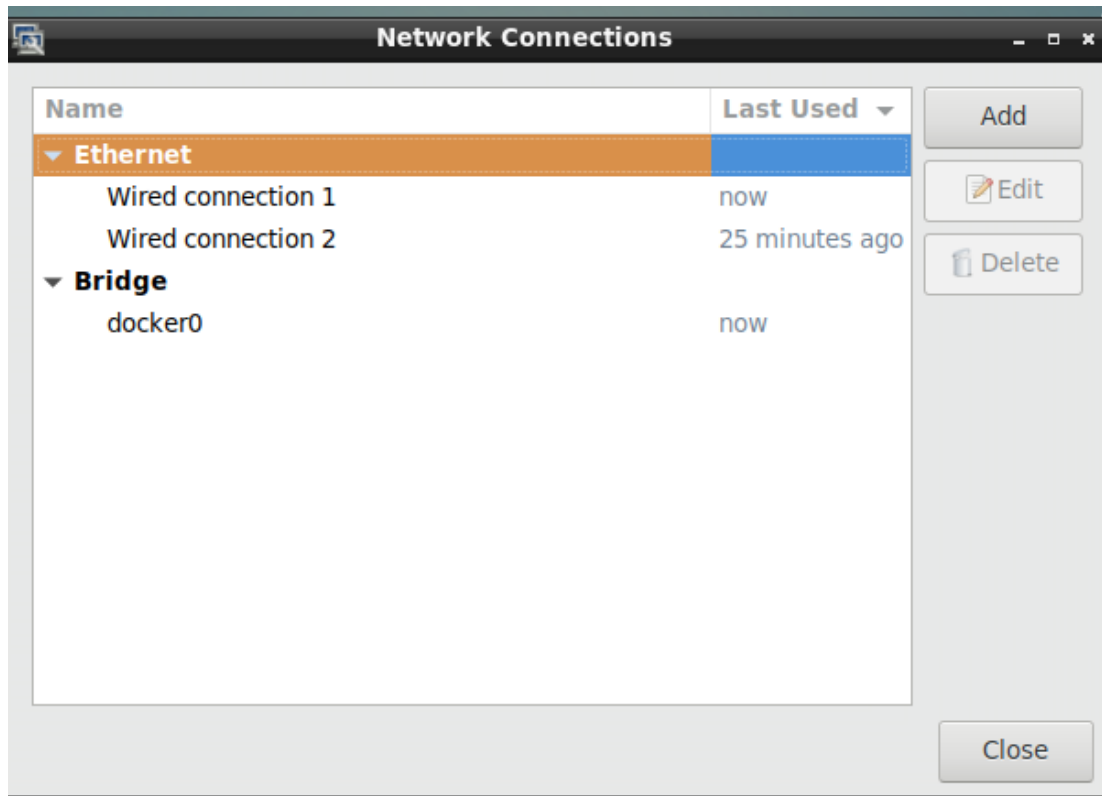 Network Connections
Name Last Used
Add
Ethernet
Wired connection 1 now
Edit
Wired connection 2 25 minutes ago
Delete
Bridge
docker0 now
Close